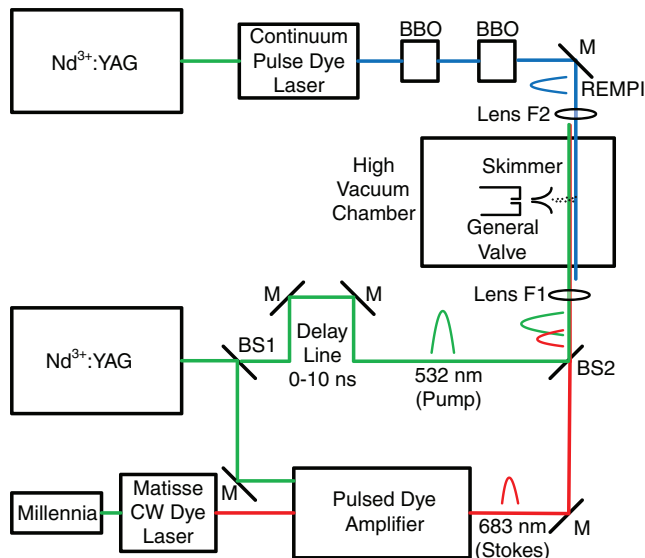 Nd3+:YAG
Continuum
Pulse Dye
Laser
BBO
BBO
M
REMPI
Lens F2
High
Vacuum
Chamber
Skimmer
General
Valve
Lens F1
M
M
Nd3+:YAG
BS1
Delay
Line
0-10 ns
532 nm
(Pump)
BS2
M
Millennia
Matisse
CW Dye
Laser
Pulsed Dye
Amplifier
683 nm
(Stokes)
M